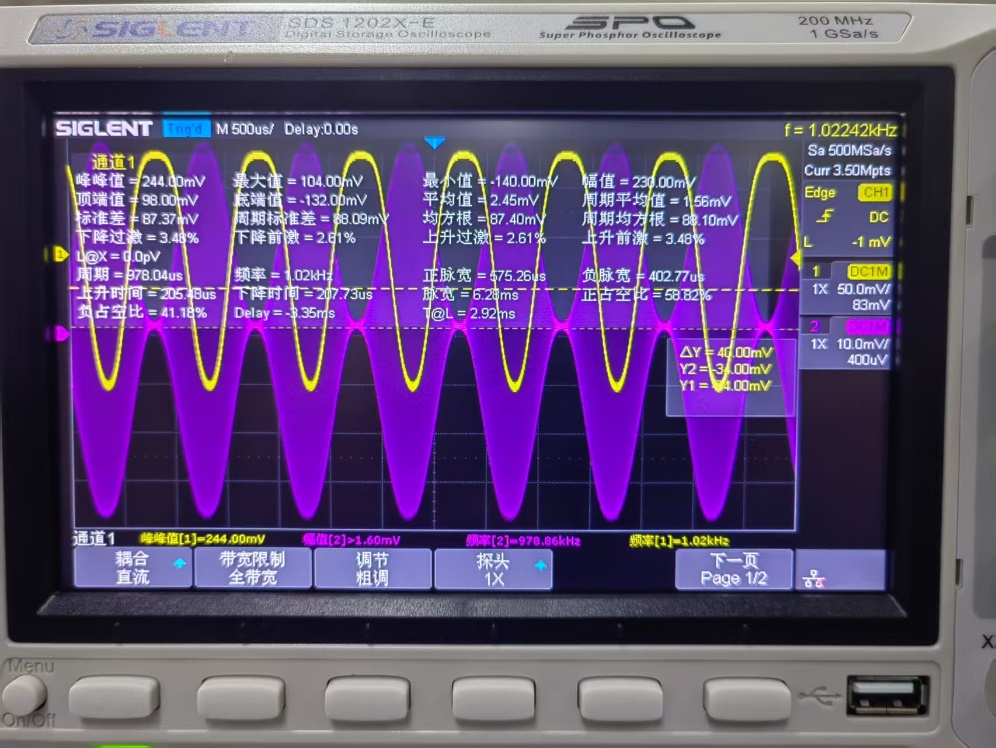 SIGLENT SDS 1202X-E SPO 200 MHz
Digital Storage Oscilloscope Super Phosphor Oscilloscope 1 GSa/s
SIGLENT Trig'd M 500us/ Delay:0.00s f = 1.02242kHz
Sa 500MSa/s
Curr 3.50Mpts
Edge CH1
DC
L -1 mV
1 DC1M
1X 50.0mV/
83mV
2 DC1M
1X 10.0mV/
400uV
通道1
峰峰值 = 244.00mV 最大值 = 104.00mV 最小值 = -140.00mV 幅值 = 230.00mV
顶端值 = 98.00mV 底端值 = -132.00mV 平均值 = 2.45mV 周期平均值 = 1.56mV
标准差 = 87.37mV 周期标准差 = 88.09mV 均方根 = 87.40mV 周期均方根 = 88.10mV
下降过激 = 3.48% 下降前激 = 2.61% 上升过激 = 2.61% 上升前激 = 3.48%
L@X = 0.0pV
周期 = 978.04us 频率 = 1.02kHz 正脉宽 = 575.26us 负脉宽 = 402.77us
上升时间 = 205.48us 下降时间 = 207.73us 脉宽 = 6.28ms 正占空比 = 58.82%
负占空比 = 41.18% Delay = -3.35ms T@L = 2.92ms
1
2
ΔY = 40.00mV
Y2 = -34.00mV
Y1 = -74.00mV
通道1 峰峰值[1]=244.00mV 幅值[2]>1.60mV 频率[2]=978.86kHz 频率[1]=1.02kHz
耦合 带宽限制 调节 探头 下一页
直流 全带宽 粗调 1X Page 1/2
Menu
On/Off
X